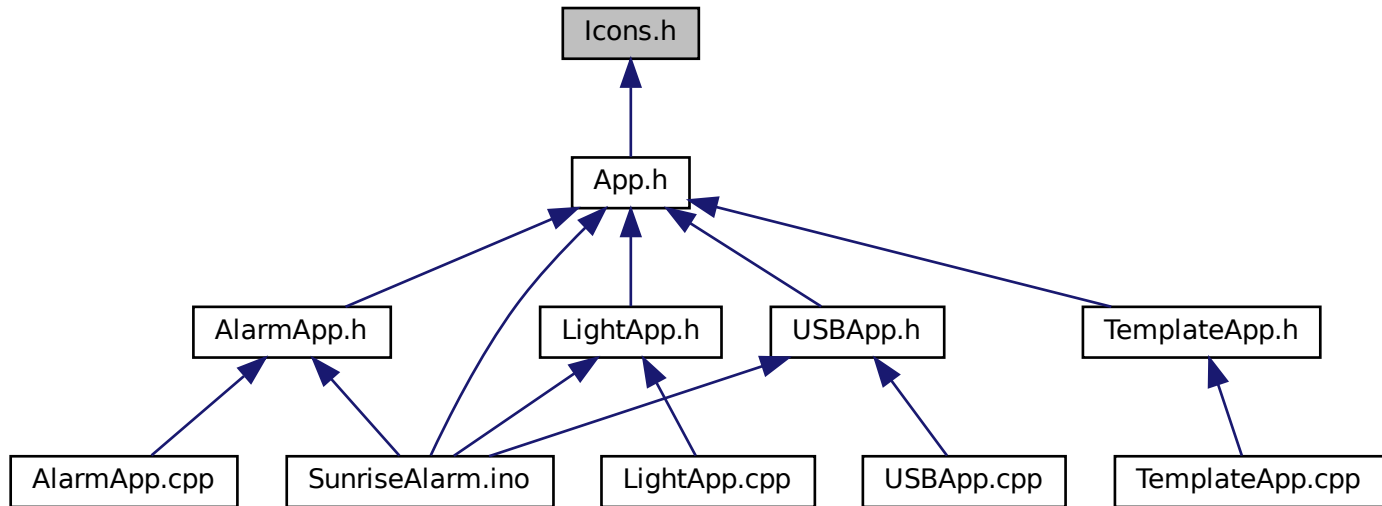 Icons.h
App.h
AlarmApp.h
LightApp.h
USBApp.h
TemplateApp.h
AlarmApp.cpp
SunriseAlarm.ino
LightApp.cpp
USBApp.cpp
TemplateApp.cpp